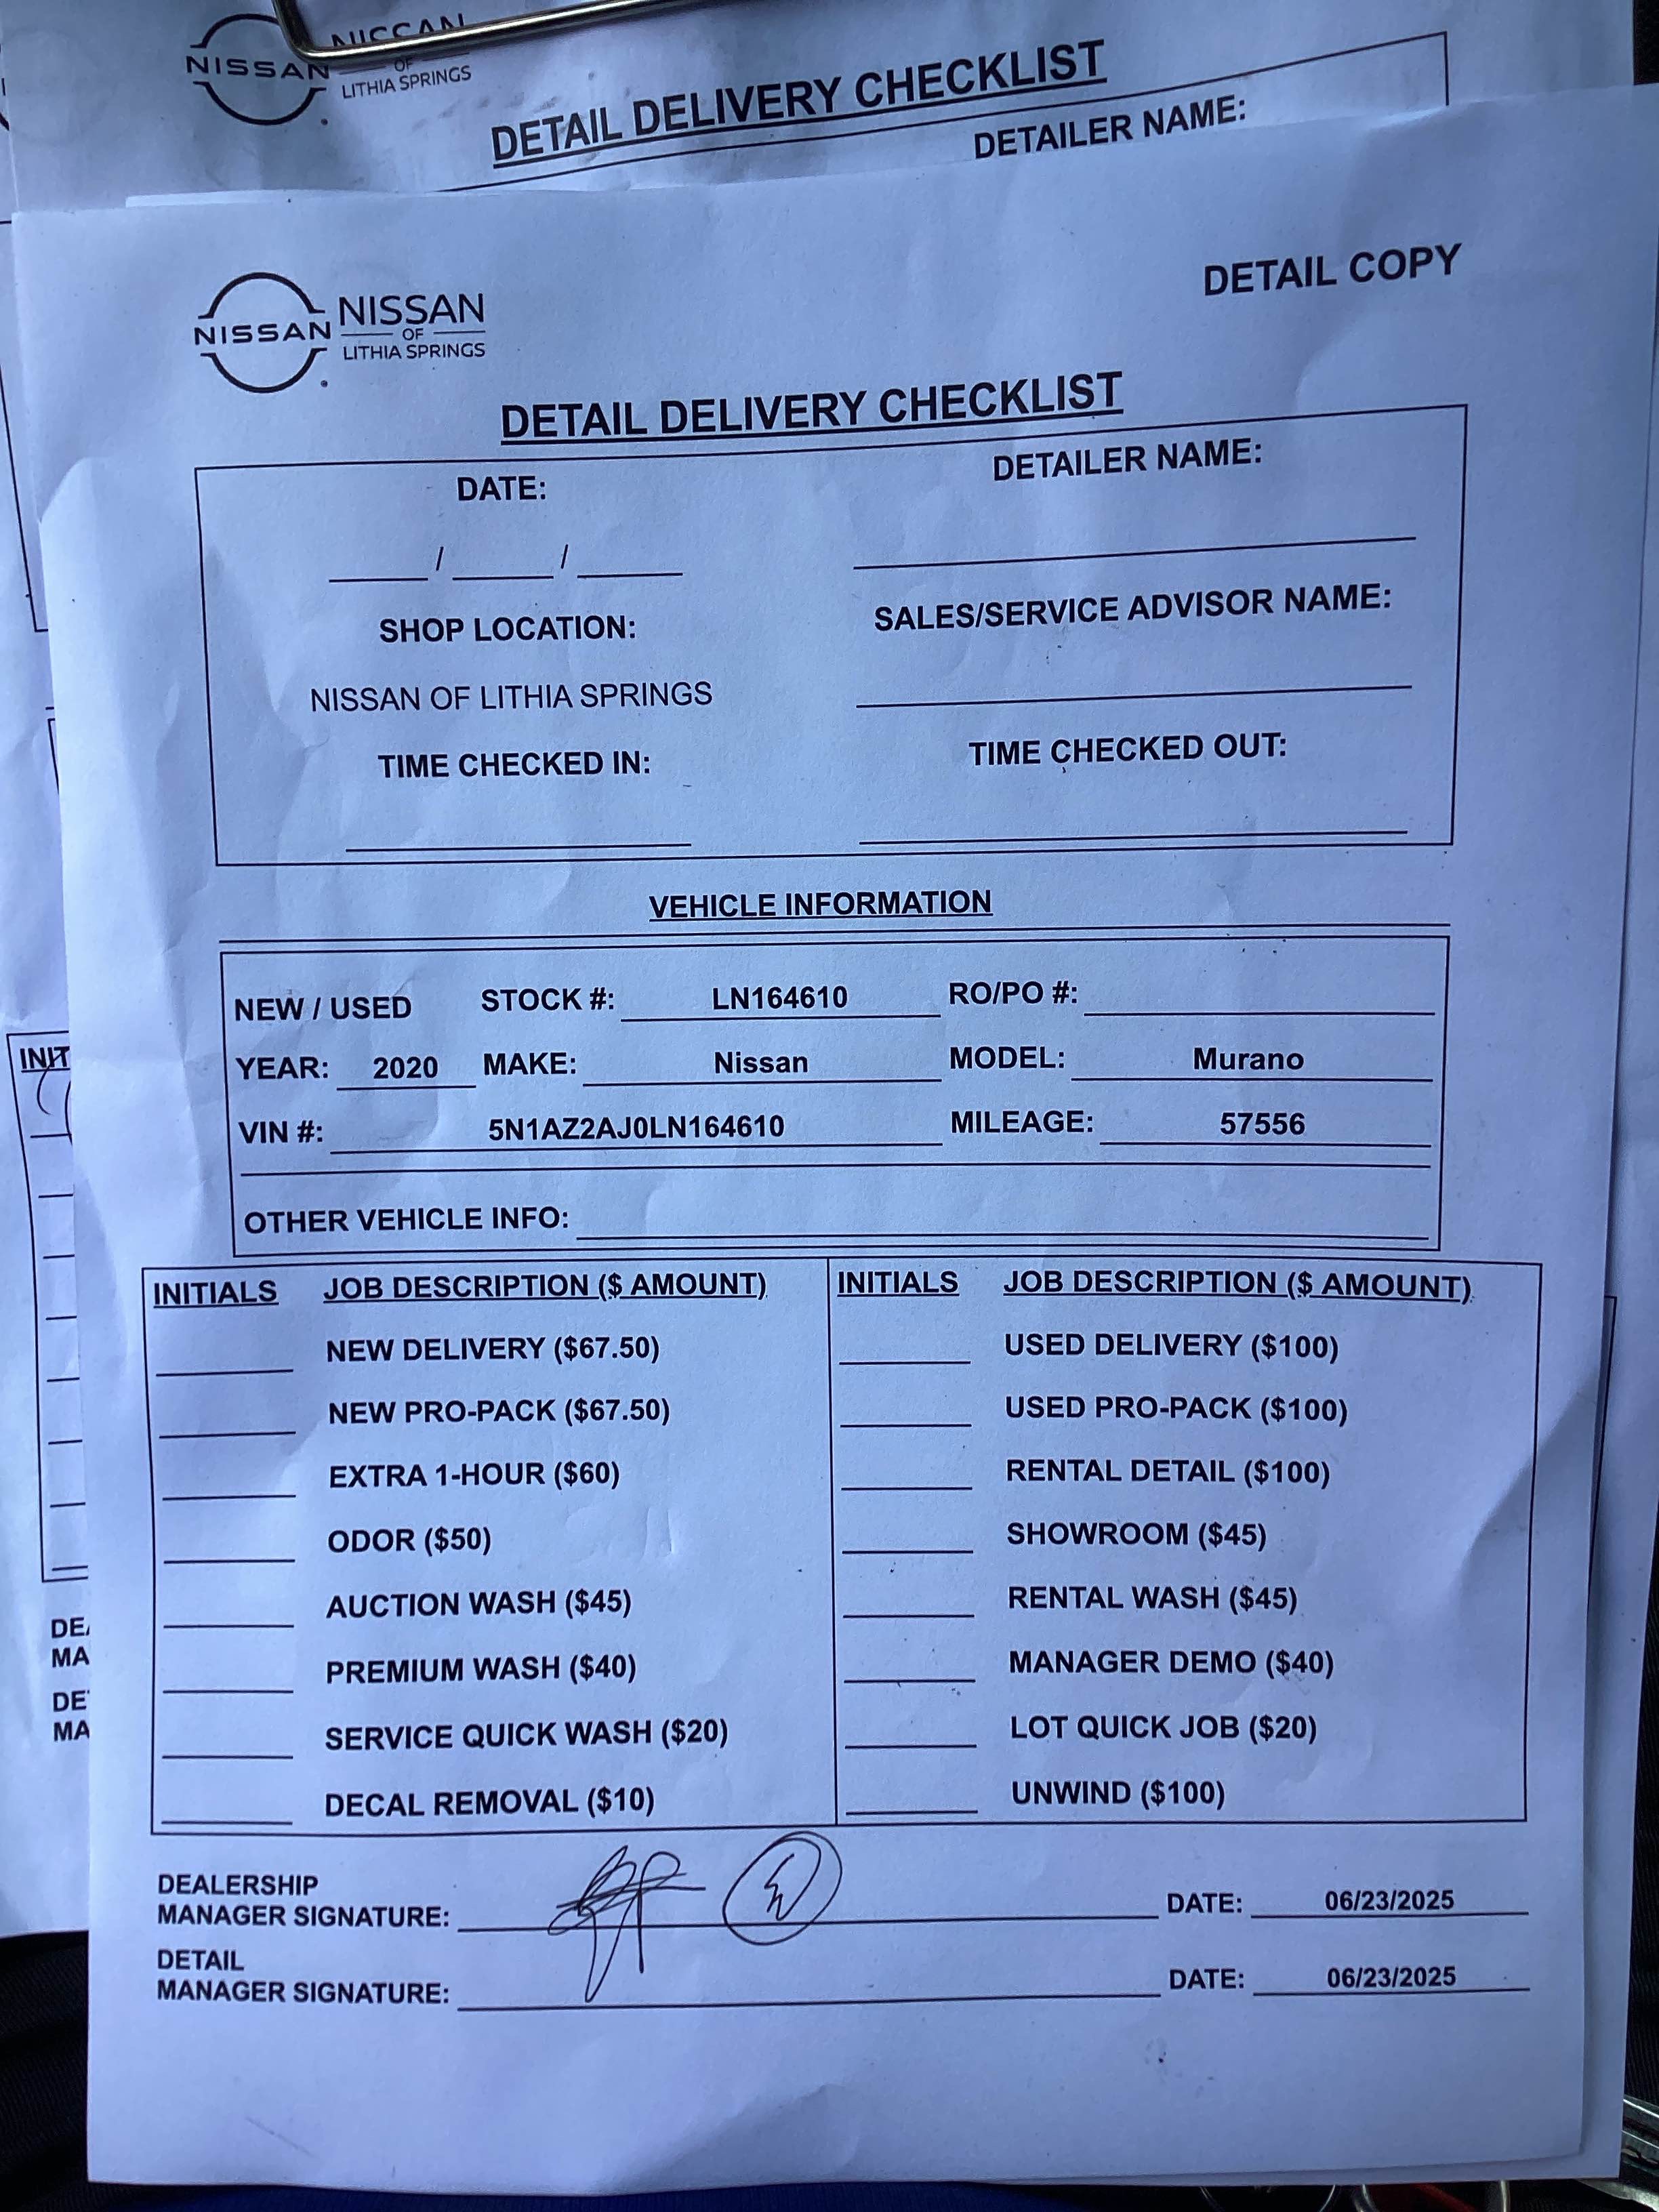 NISSAN
NISSAN
OF
LITHIA SPRINGS
DETAIL DELIVERY CHECKLIST
DETAILER NAME:
DETAIL COPY
NISSAN
NISSAN
OF
LITHIA SPRINGS
DETAIL DELIVERY CHECKLIST
DATE: DETAILER NAME:
/ /
SHOP LOCATION: SALES/SERVICE ADVISOR NAME:
NISSAN OF LITHIA SPRINGS
TIME CHECKED IN: TIME CHECKED OUT:
VEHICLE INFORMATION
NEW / USED STOCK #: LN164610 RO/PO #:
YEAR: 2020 MAKE: Nissan MODEL: Murano
VIN #: 5N1AZ2AJ0LN164610 MILEAGE: 57556
OTHER VEHICLE INFO:
INITIALS JOB DESCRIPTION ($ AMOUNT) INITIALS JOB DESCRIPTION ($ AMOUNT)
NEW DELIVERY ($67.50) USED DELIVERY ($100)
NEW PRO-PACK ($67.50) USED PRO-PACK ($100)
EXTRA 1-HOUR ($60) RENTAL DETAIL ($100)
ODOR ($50) SHOWROOM ($45)
AUCTION WASH ($45) RENTAL WASH ($45)
PREMIUM WASH ($40) MANAGER DEMO ($40)
SERVICE QUICK WASH ($20) LOT QUICK JOB ($20)
DECAL REMOVAL ($10) UNWIND ($100)
DEALERSHIP
MANAGER SIGNATURE: DATE: 06/23/2025
DETAIL
MANAGER SIGNATURE: DATE: 06/23/2025
INIT
DEA
MA
DET
MA